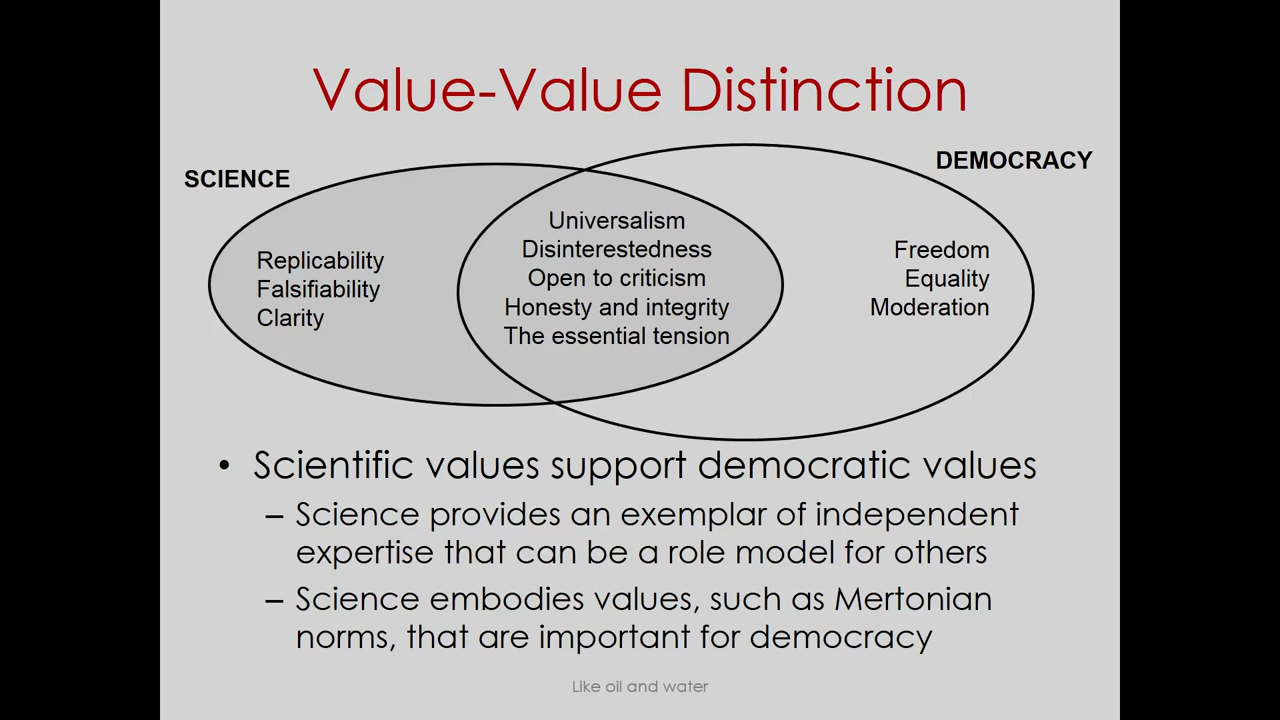 Value-Value Distinction
SCIENCE
DEMOCRACY
Replicability
Falsifiability
Clarity
Universalism
Disinterestedness
Open to criticism
Honesty and integrity
The essential tension
Freedom
Equality
Moderation
• Scientific values support democratic values
– Science provides an exemplar of independent
expertise that can be a role model for others
– Science embodies values, such as Mertonian
norms, that are important for democracy
Like oil and water